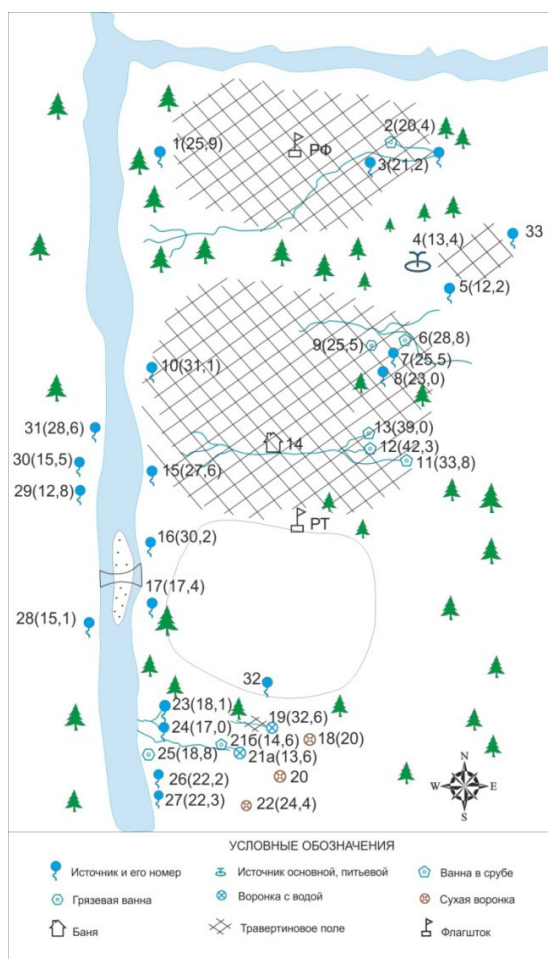 2(20,4)
1(25,9)
РФ
3(21,2)
33
4(13,4)
5(12,2)
6(28,8)
9(25,5)
7(25,5)
10(31,1)
8(23,0)
31(28,6)
13(39,0)
14
12(42,3)
30(15,5)
15(27,6)
11(33,8)
29(12,8)
РТ
16(30,2)
17(17,4)
28(15,1)
32
23(18,1)
19(32,6)
24(17,0)
21б(14,6)
18(20)
25(18,8)
21а(13,6)
26(22,2)
20
27(22,3)
22(24,4)
N
W
E
S
УСЛОВНЫЕ ОБОЗНАЧЕНИЯ
Источник и его номер
Источник основной, питьевой
Ванна в срубе
Грязевая ванна
Воронка с водой
Сухая воронка
Баня
Травертиновое поле
Флагшток